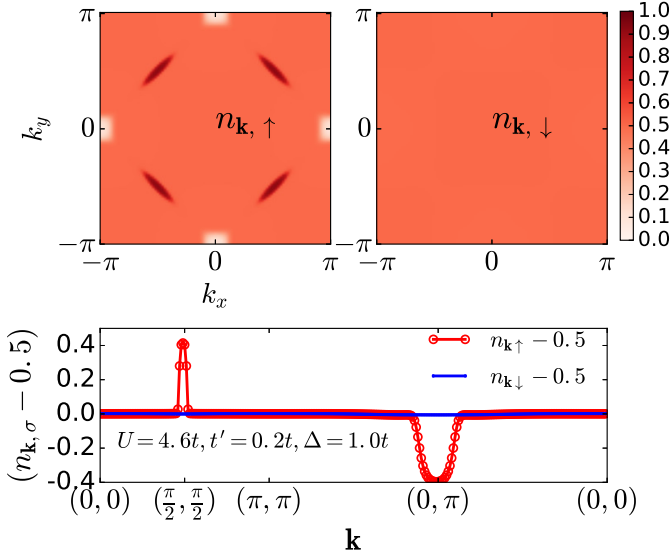 π
0
−π
k_y
n_{k,↑}
−π
0
π
k_x
π
0
−π
n_{k,↓}
−π
0
π
1.0
0.9
0.8
0.7
0.6
0.5
0.4
0.3
0.2
0.1
0.0
(n_{k,σ} − 0.5)
0.4
0.2
0.0
-0.2
-0.4
n_{k↑} − 0.5
n_{k↓} − 0.5
U = 4.6t, t′ = 0.2t, Δ = 1.0t
(0, 0) (π/2, π/2) (π, π) (0, π) (0, 0)
k